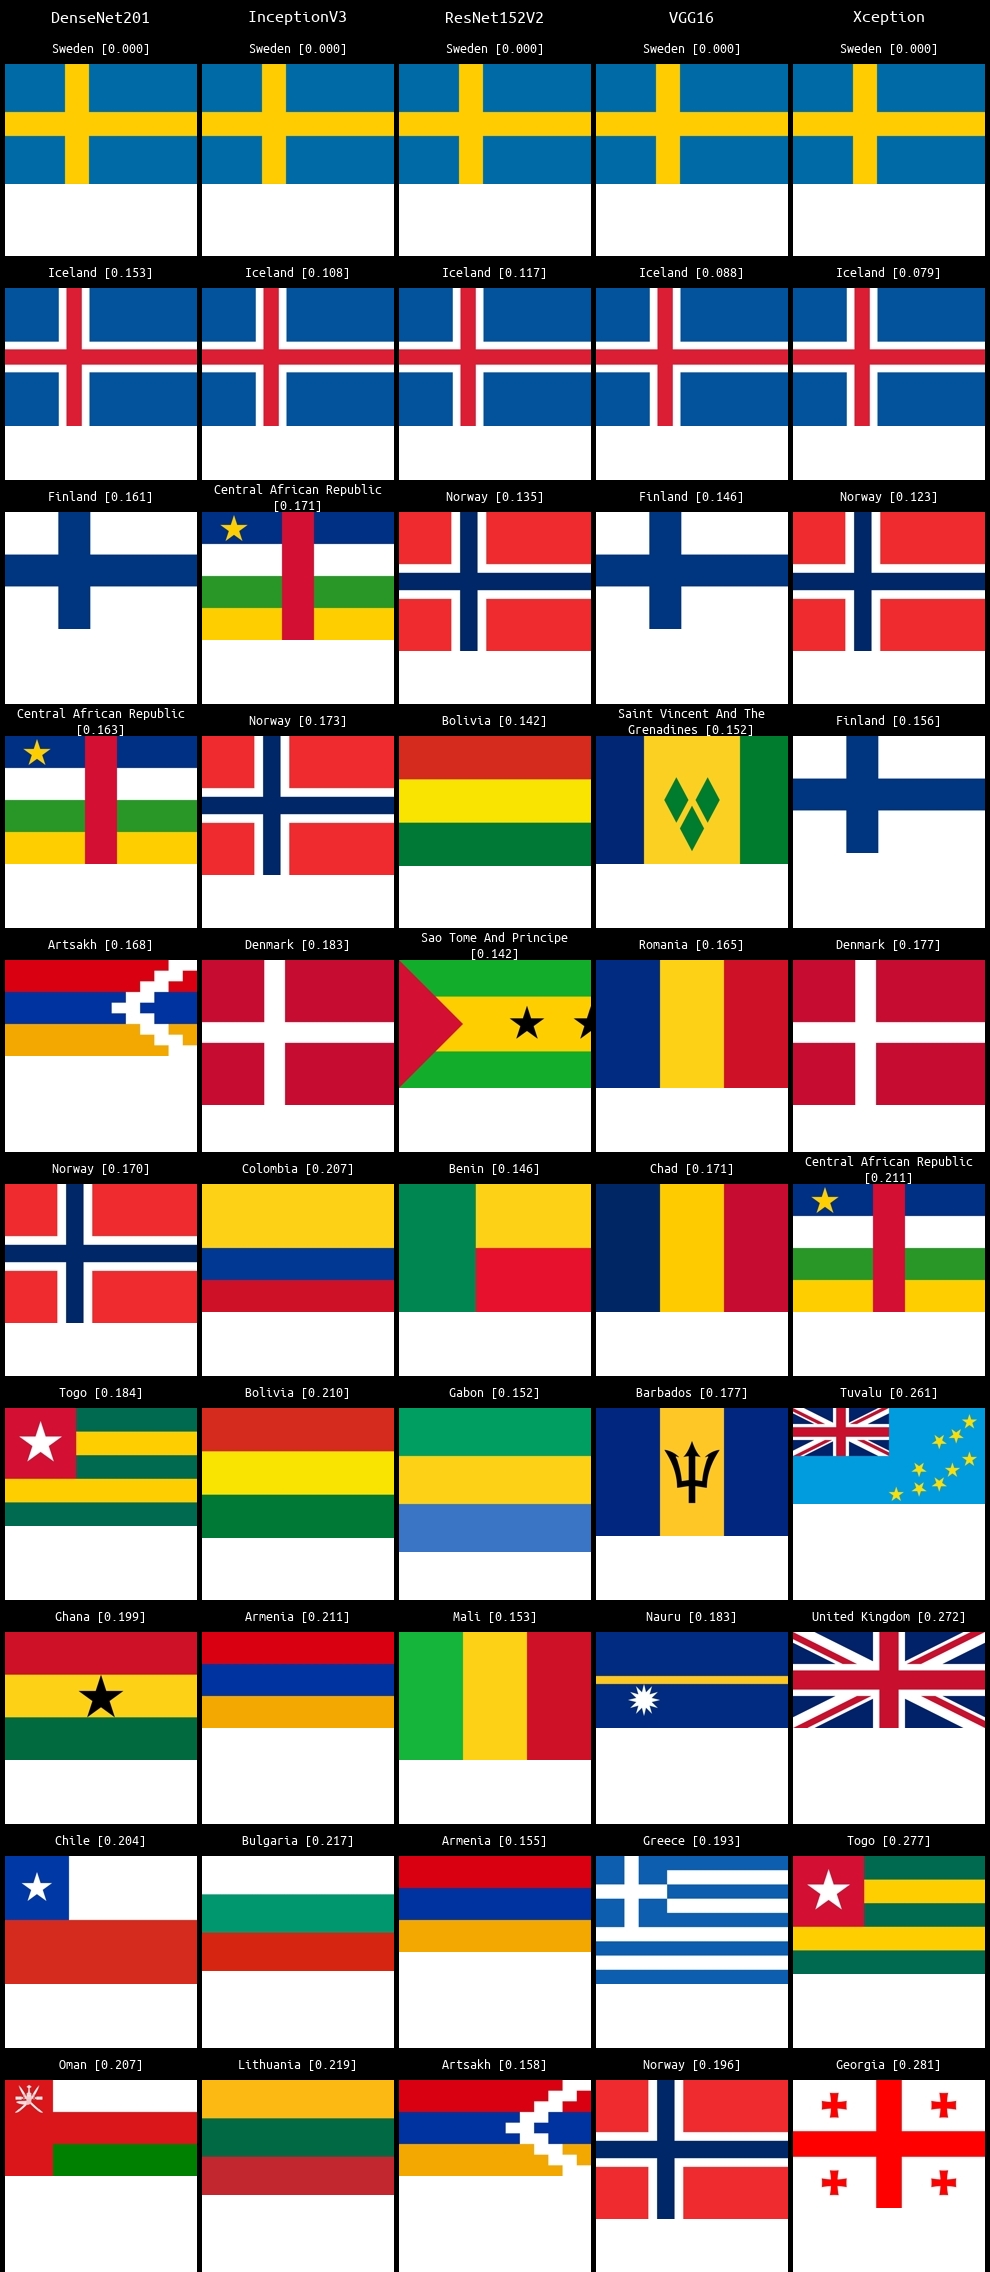 DenseNet201 InceptionV3 ResNet152V2 VGG16 Xception
Sweden [0.000] Sweden [0.000] Sweden [0.000] Sweden [0.000] Sweden [0.000]
Iceland [0.153] Iceland [0.108] Iceland [0.117] Iceland [0.088] Iceland [0.079]
Finland [0.161] Central African Republic [0.171] Norway [0.135] Finland [0.146] Norway [0.123]
Central African Republic [0.163] Norway [0.173] Bolivia [0.142] Saint Vincent And The Grenadines [0.152] Finland [0.156]
Artsakh [0.168] Denmark [0.183] Sao Tome And Principe [0.142] Romania [0.165] Denmark [0.177]
Norway [0.170] Colombia [0.207] Benin [0.146] Chad [0.171] Central African Republic [0.211]
Togo [0.184] Bolivia [0.210] Gabon [0.152] Barbados [0.177] Tuvalu [0.261]
Ghana [0.199] Armenia [0.211] Mali [0.153] Nauru [0.183] United Kingdom [0.272]
Chile [0.204] Bulgaria [0.217] Armenia [0.155] Greece [0.193] Togo [0.277]
Oman [0.207] Lithuania [0.219] Artsakh [0.158] Norway [0.196] Georgia [0.281]